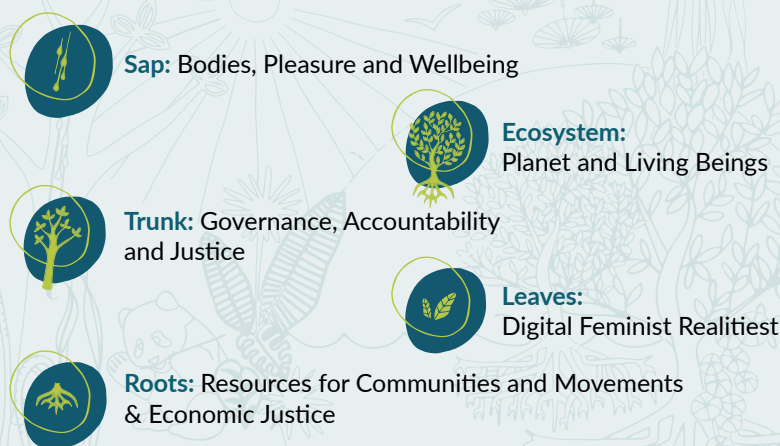 Sap: Bodies, Pleasure and Wellbeing
Ecosystem:
Planet and Living Beings
Trunk: Governance, Accountability
and Justice
Leaves:
Digital Feminist Realitiest
Roots: Resources for Communities and Movements
& Economic Justice